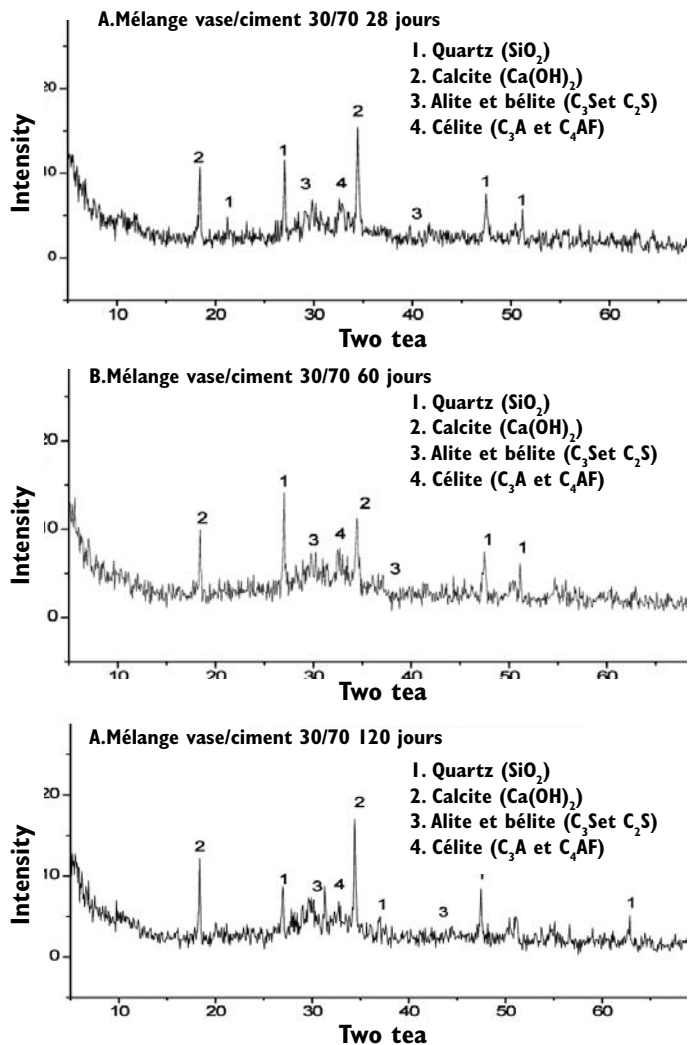 A.Mélange vase/ciment 30/70 28 jours
1. Quartz (SiO₂)
2. Calcite (Ca(OH)₂)
3. Alite et bélite (C₃Set C₂S)
4. Célite (C₃A et C₄AF)
Intensity
20
10
0
2 1 1 3 4 2 3 1 1
10 20 30 40 50 60
Two tea
B.Mélange vase/ciment 30/70 60 jours
1. Quartz (SiO₂)
2. Calcite (Ca(OH)₂)
3. Alite et bélite (C₃Set C₂S)
4. Célite (C₃A et C₄AF)
Intensity
20
10
0
2 1 3 4 2 3 1 1
10 20 30 40 50 60
Two tea
A.Mélange vase/ciment 30/70 120 jours
1. Quartz (SiO₂)
2. Calcite (Ca(OH)₂)
3. Alite et bélite (C₃Set C₂S)
4. Célite (C₃A et C₄AF)
Intensity
20
10
0
2 1 3 4 2 1 3 1
10 20 30 40 50 60
Two tea